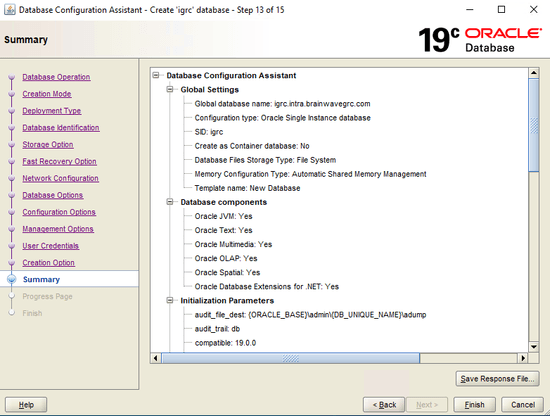 Database Configuration Assistant - Create 'igrc' database - Step 13 of 15
Summary
19c ORACLE
Database
Database Operation
Creation Mode
Deployment Type
Database Identification
Storage Option
Fast Recovery Option
Network Configuration
Database Options
Configuration Options
Management Options
User Credentials
Creation Option
Summary
Progress Page
Finish
Database Configuration Assistant
Global Settings
Global database name: igrc.intra.brainwavegrc.com
Configuration type: Oracle Single Instance database
SID: igrc
Create as Container database: No
Database Files Storage Type: File System
Memory Configuration Type: Automatic Shared Memory Management
Template name: New Database
Database components
Oracle JVM: Yes
Oracle Text: Yes
Oracle Multimedia: Yes
Oracle OLAP: Yes
Oracle Spatial: Yes
Oracle Database Extensions for .NET: Yes
Initialization Parameters
audit_file_dest: {ORACLE_BASE}\admin\{DB_UNIQUE_NAME}\adump
audit_trail: db
compatible: 19.0.0
Save Response File...
Help
< Back
Next >
Finish
Cancel